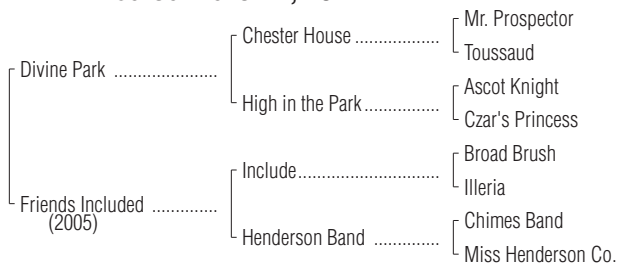 Mr. Prospector
Chester House ..................
Toussaud
Divine Park ......................
Ascot Knight
High in the Park................
Czar's Princess
Broad Brush
Include..............................
Illeria
Friends Included ..............
(2005)
Chimes Band
Henderson Band ..............
Miss Henderson Co.